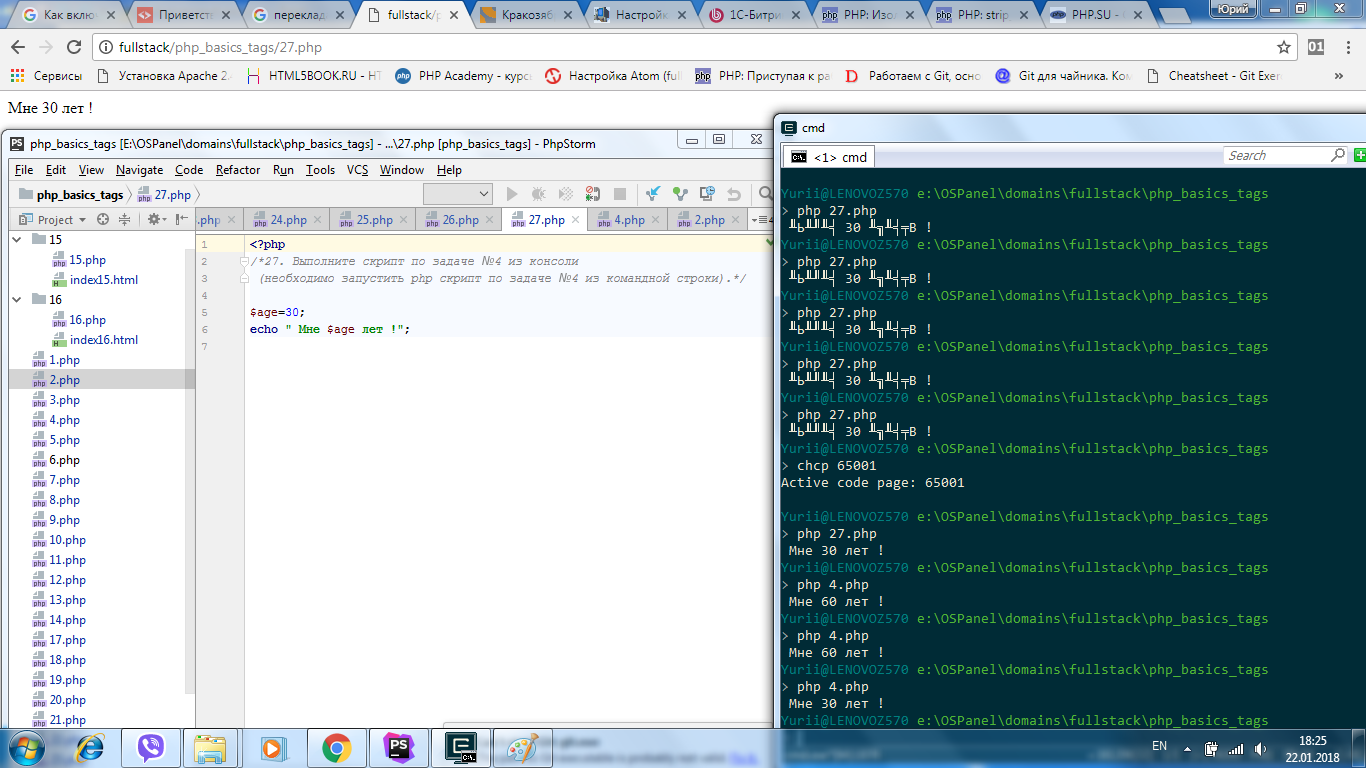 Как вклю
Приветств
переклад
fullstack/p
Кракозяб
Настройк
1С-Битри
PHP: Изо
php: strip
PHP.SU -
Юрий
fullstack/php_basics_tags/27.php
Сервисы
Установка Apache 2.
HTML5BOOK.RU - HT
PHP Academy - курс
Настройка Atom (full
PHP: Приступая к ра
Работаем с Git, осно
Git для чайника. Ком
Cheatsheet - Git Exer
Мне 30 лет !
php_basics_tags [E:\OSPanel\domains\fullstack\php_basics_tags] - ...\27.php [php_basics_tags] - PhpStorm
File Edit View Navigate Code Refactor Run Tools VCS Window Help
php_basics_tags 27.php
Project
.php 24.php 25.php 26.php 27.php 4.php 2.php
15
15.php
index15.html
16
16.php
index16.html
1.php
2.php
3.php
4.php
5.php
6.php
7.php
8.php
9.php
10.php
11.php
12.php
13.php
14.php
17.php
18.php
19.php
20.php
21.php
1 <?php
2 /*27. Выполните скрипт по задаче №4 из консоли
3 (необходимо запустить php скрипт по задаче №4 из командной строки).*/
4
5 $age=30;
6 echo " Мне $age лет !";
7
cmd
<1> cmd
Search
Yurii@LENOVOZ570 e:\OSPanel\domains\fullstack\php_basics_tags
> php 27.php
╨Ь╨╜╨╡ 30 ╨╗╨╡╤В !
Yurii@LENOVOZ570 e:\OSPanel\domains\fullstack\php_basics_tags
> php 27.php
╨Ь╨╜╨╡ 30 ╨╗╨╡╤В !
Yurii@LENOVOZ570 e:\OSPanel\domains\fullstack\php_basics_tags
> php 27.php
╨Ь╨╜╨╡ 30 ╨╗╨╡╤В !
Yurii@LENOVOZ570 e:\OSPanel\domains\fullstack\php_basics_tags
> php 27.php
╨Ь╨╜╨╡ 30 ╨╗╨╡╤В !
Yurii@LENOVOZ570 e:\OSPanel\domains\fullstack\php_basics_tags
> php 27.php
╨Ь╨╜╨╡ 30 ╨╗╨╡╤В !
Yurii@LENOVOZ570 e:\OSPanel\domains\fullstack\php_basics_tags
> chcp 65001
Active code page: 65001
Yurii@LENOVOZ570 e:\OSPanel\domains\fullstack\php_basics_tags
> php 27.php
Мне 30 лет !
Yurii@LENOVOZ570 e:\OSPanel\domains\fullstack\php_basics_tags
> php 4.php
Мне 60 лет !
Yurii@LENOVOZ570 e:\OSPanel\domains\fullstack\php_basics_tags
> php 4.php
Мне 60 лет !
Yurii@LENOVOZ570 e:\OSPanel\domains\fullstack\php_basics_tags
> php 4.php
Мне 30 лет !
Yurii@LENOVOZ570 e:\OSPanel\domains\fullstack\php_basics_tags
EN
18:25
22.01.2018